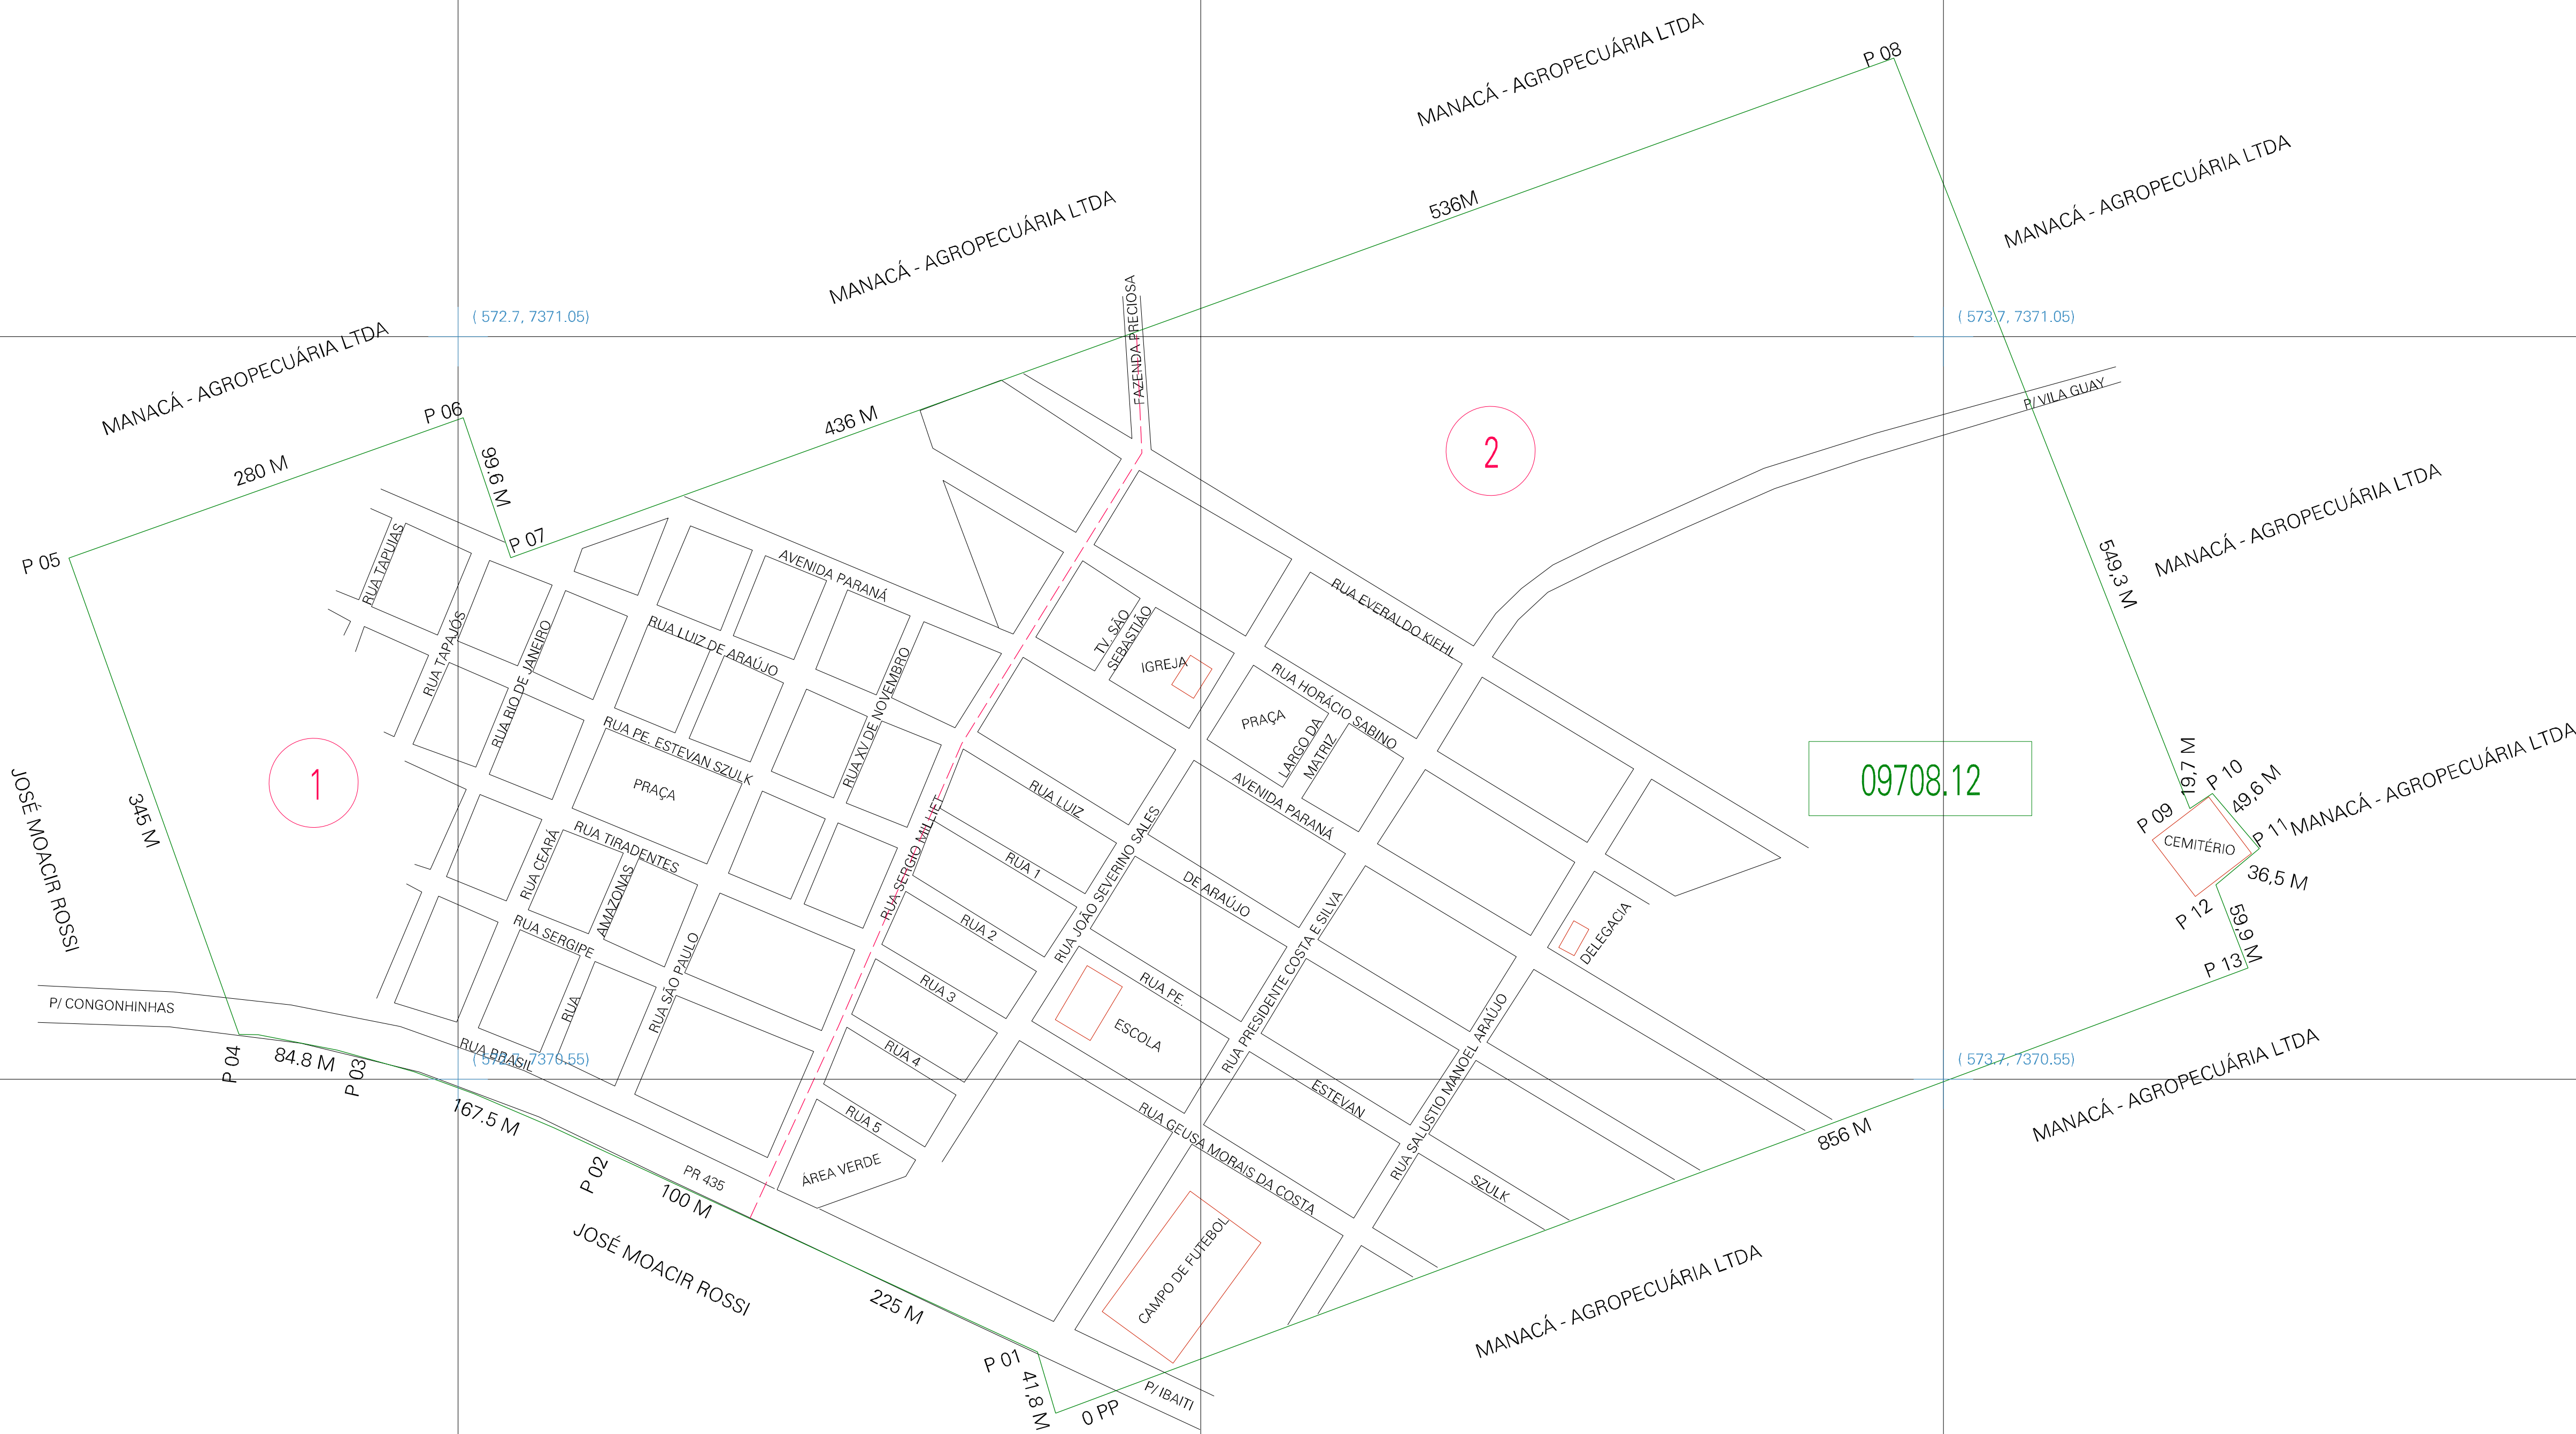 MANACÁ - AGROPECUÁRIA LTDA
P 08
MANACÁ - AGROPECUÁRIA LTDA
536M
MANACÁ - AGROPECUÁRIA LTDA
FAZENDA PRECIOSA
( 572.7, 7371.05)
( 573.7, 7371.05)
MANACÁ - AGROPECUÁRIA LTDA
P 06
280 M
99.6 M
436 M
2
P/ VILA GUAY
P 05
P 07
MANACÁ - AGROPECUÁRIA LTDA
549,3 M
RUA TAPUIAS
AVENIDA PARANÁ
RUA TAPAJÓS
RUA RIO DE JANEIRO
RUA LUIZ DE ARAÚJO
RUA XV DE NOVEMBRO
TV. SÃO
SEBASTIÃO
IGREJA
RUA EVERALDO KIEHI
RUA HORÁCIO SABINO
PRAÇA
LARGO DA
MATRIZ
RUA PE. ESTEVAN SZULK
PRAÇA
1
345 M
JOSÉ MOACIR ROSSI
RUA LUIZ
AVENIDA PARANÁ
09708.12
19,7 M
P 10
49,6 M
P 09
P 11
MANACÁ - AGROPECUÁRIA LTDA
CEMITÉRIO
36,5 M
P 12
59,9 M
P 13
RUA TIRADENTES
RUA CEARÁ
AMAZONAS
RUA SERGIO MILLIET
RUA 1
RUA JOÃO SEVERINO SALES
DE ARAÚJO
RUA SERGIPE
RUA 2
DELEGACIA
RUA SÃO PAULO
RUA
RUA 3
RUA PE.
RUA PRESIDENTE COSTA E SILVA
P/ CONGONHINHAS
ESCOLA
RUA 4
RUA SALUSTIO MANOEL ARAÚJO
P 04
84.8 M
P 03
RUA BRASIL
( 572.7, 7370.55)
( 573.7, 7370.55)
MANACÁ - AGROPECUÁRIA LTDA
167.5 M
RUA 5
ESTEVAN
RUA GEUSA MORAIS DA COSTA
856 M
P 02
PR 435
ÁREA VERDE
100 M
SZULK
JOSÉ MOACIR ROSSI
CAMPO DE FUTEBOL
225 M
MANACÁ - AGROPECUÁRIA LTDA
P 01
41,8 M
0 PP
P/ IBAITI